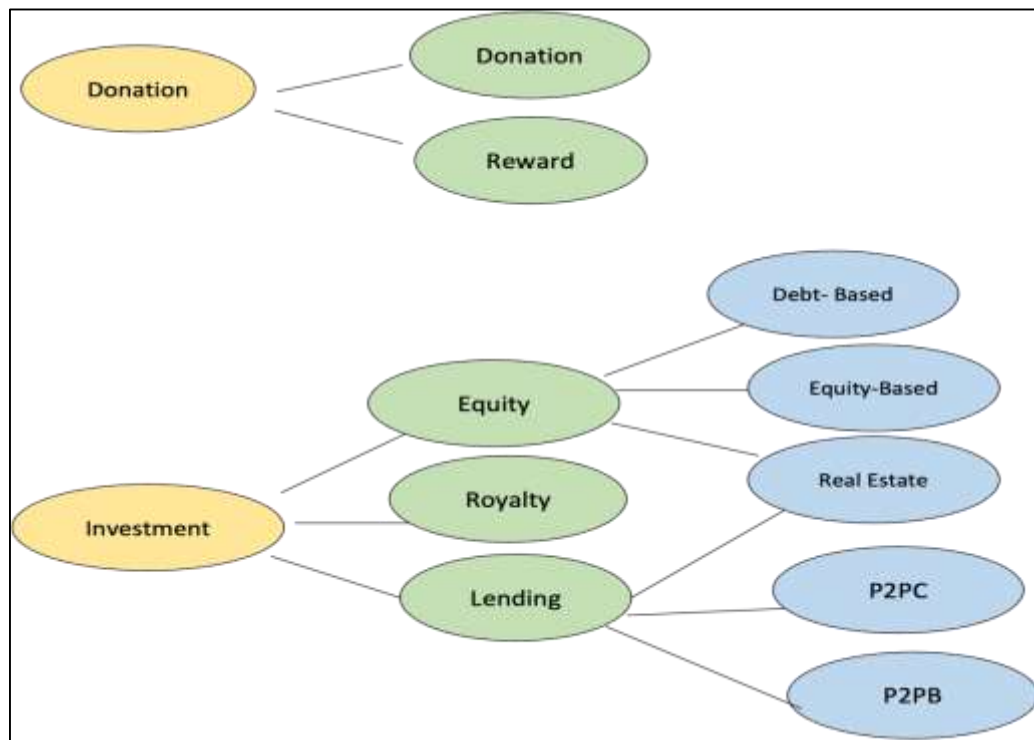 Donation
Donation
Reward
Debt- Based
Equity-Based
Equity
Real Estate
Royalty
Investment
Lending
P2PC
P2PB